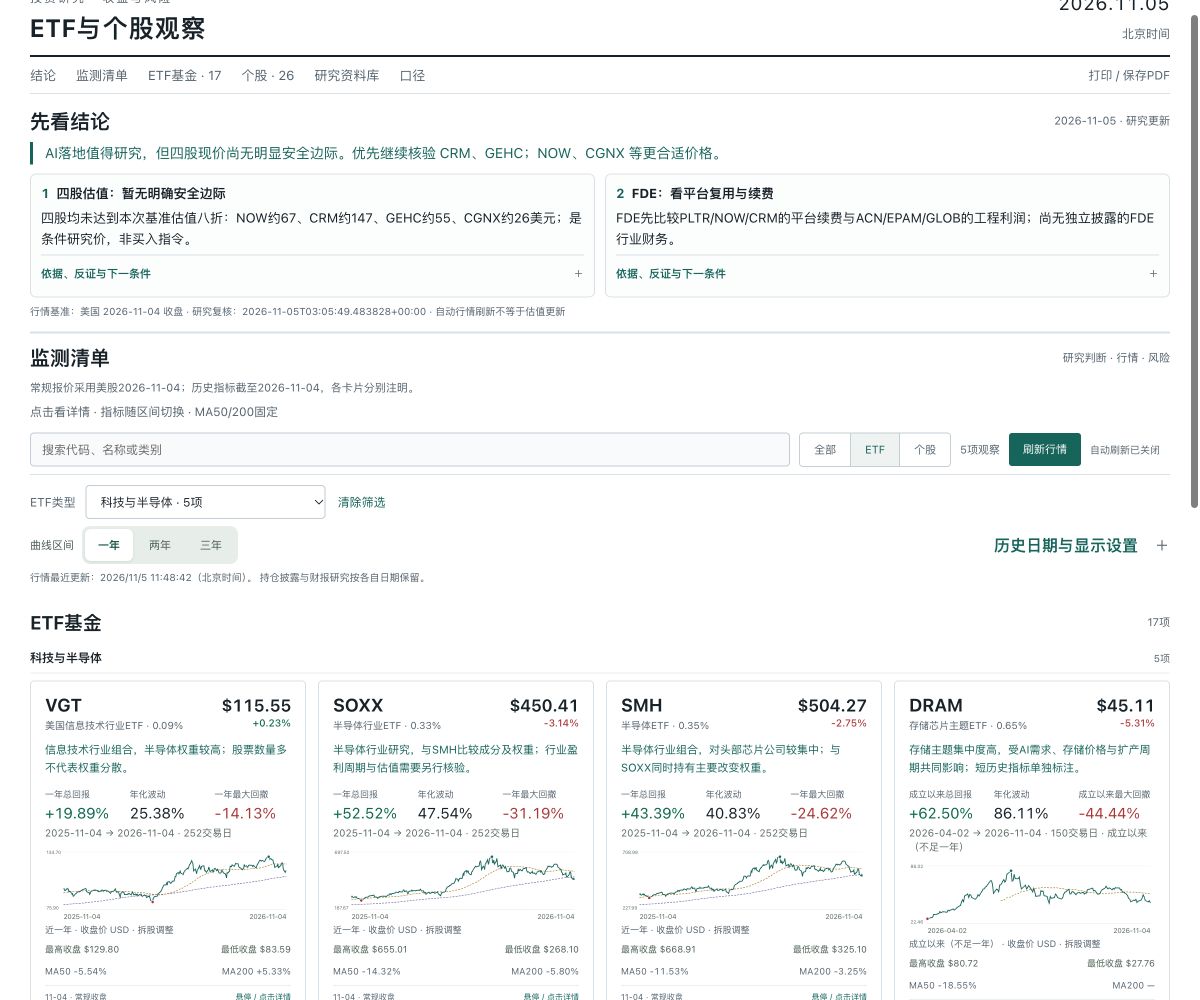 ETF与个股观察
2026.11.05
北京时间
结论 监测清单 ETF基金 · 17 个股 · 26 研究资料库 口径 打印 / 保存PDF
先看结论
2026-11-05 · 研究更新
AI落地值得研究，但四股现价尚无明显安全边际。优先继续核验 CRM、GEHC；NOW、CGNX 等更合适价格。
1 四股估值：暂无明确安全边际
四股均未达到本次基准估值八折：NOW约67、CRM约147、GEHC约55、CGNX约26美元；是
条件研究价，非买入指令。
依据、反证与下一条件 +
2 FDE：看平台复用与续费
FDE先比较PLTR/NOW/CRM的平台续费与ACN/EPAM/GLOB的工程利润；尚无独立披露的FDE
行业财务。
依据、反证与下一条件 +
行情基准：美国 2026-11-04 收盘 · 研究复核：2026-11-05T03:05:49.483828+00:00 · 自动行情刷新不等于估值更新
监测清单
研究判断 · 行情 · 风险
常规报价采用美股2026-11-04；历史指标截至2026-11-04，各卡片分别注明。
点击看详情 · 指标随区间切换 · MA50/200固定
搜索代码、名称或类别 全部 ETF 个股 5项观察 刷新行情 自动刷新已关闭
ETF类型 科技与半导体 · 5项 清除筛选
曲线区间 一年 两年 三年 历史日期与显示设置 +
行情最近更新：2026/11/5 11:48:42（北京时间）。 持仓披露与财报研究按各自日期保留。
ETF基金
17项
科技与半导体
5项
VGT $115.55
美国信息技术行业ETF · 0.09% +0.23%
信息技术行业组合，半导体权重较高；股票数量多
不代表权重分散。
一年总回报 年化波动 一年最大回撤
+19.89% 25.38% -14.13%
2025-11-04 → 2026-11-04 · 252交易日
2025-11-04 2026-11-04
近一年 · 收盘价 USD · 拆股调整
最高收盘 $129.80 最低收盘 $83.59
MA50 -5.54% MA200 +5.33%
11-04 · 常规收盘 悬停 / 点击详情
SOXX $450.41
半导体行业ETF · 0.33% -3.14%
半导体行业研究，与SMH比较成分及权重；行业盈
利周期与估值需要另行核验。
一年总回报 年化波动 一年最大回撤
+52.52% 47.54% -31.19%
2025-11-04 → 2026-11-04 · 252交易日
2025-11-04 2026-11-04
近一年 · 收盘价 USD · 拆股调整
最高收盘 $655.01 最低收盘 $268.10
MA50 -14.32% MA200 -5.80%
11-04 · 常规收盘 悬停 / 点击详情
SMH $504.27
半导体ETF · 0.35% -2.75%
半导体行业组合，对头部芯片公司较集中；与
SOXX同时持有主要改变权重。
一年总回报 年化波动 一年最大回撤
+43.39% 40.83% -24.62%
2025-11-04 → 2026-11-04 · 252交易日
2025-11-04 2026-11-04
近一年 · 收盘价 USD · 拆股调整
最高收盘 $668.91 最低收盘 $325.10
MA50 -11.53% MA200 -3.25%
11-04 · 常规收盘 悬停 / 点击详情
DRAM $45.11
存储芯片主题ETF · 0.65% -5.31%
存储主题集中度高，受AI需求、存储价格与扩产周
期共同影响；短历史指标单独标注。
成立以来总回报 年化波动 成立以来最大回撤
+62.50% 86.11% -44.44%
2026-04-02 → 2026-11-04 · 150交易日 · 成立以来
（不足一年）
2026-04-02 2026-11-04
成立以来（不足一年） · 收盘价 USD · 拆股调整
最高收盘 $80.72 最低收盘 $27.76
MA50 -18.55% MA200 —